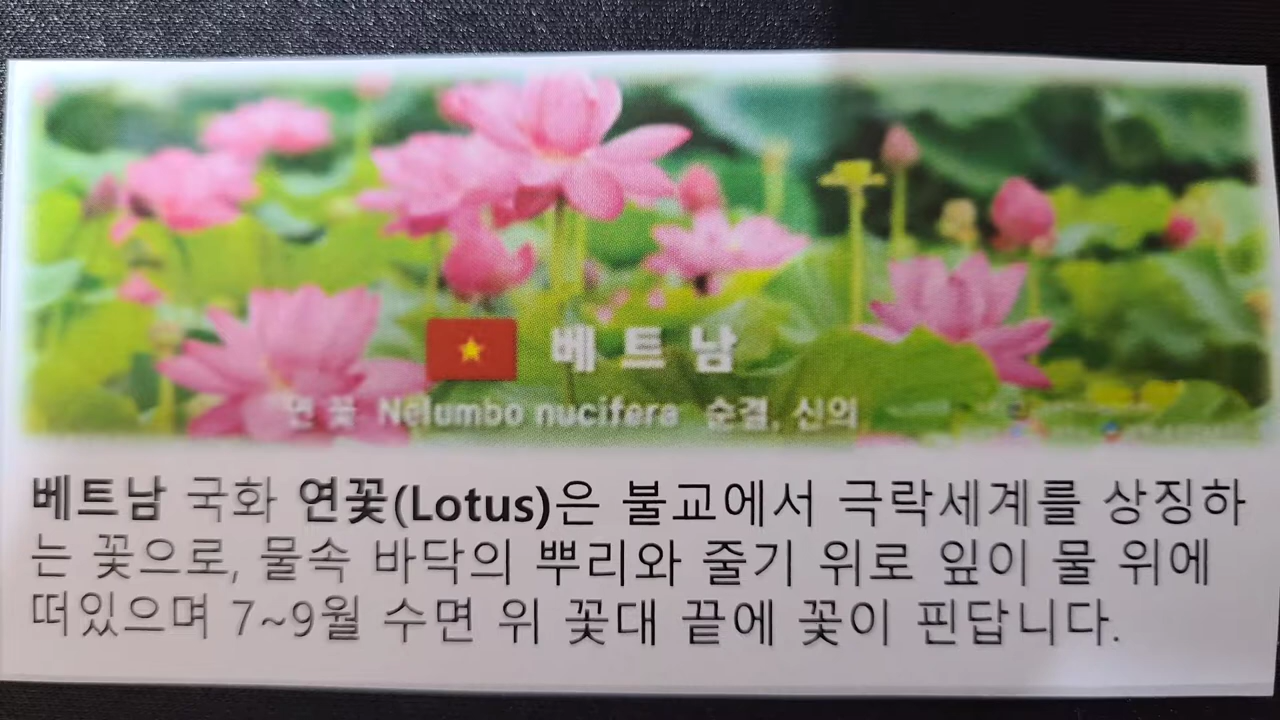 베트남
연꽃 Nelumbo nucifera 순결, 신의
베트남 국화 연꽃(Lotus)은 불교에서 극락세계를 상징하
는 꽃으로, 물속 바닥의 뿌리와 줄기 위로 잎이 물 위에
떠있으며 7~9월 수면 위 꽃대 끝에 꽃이 핀답니다.